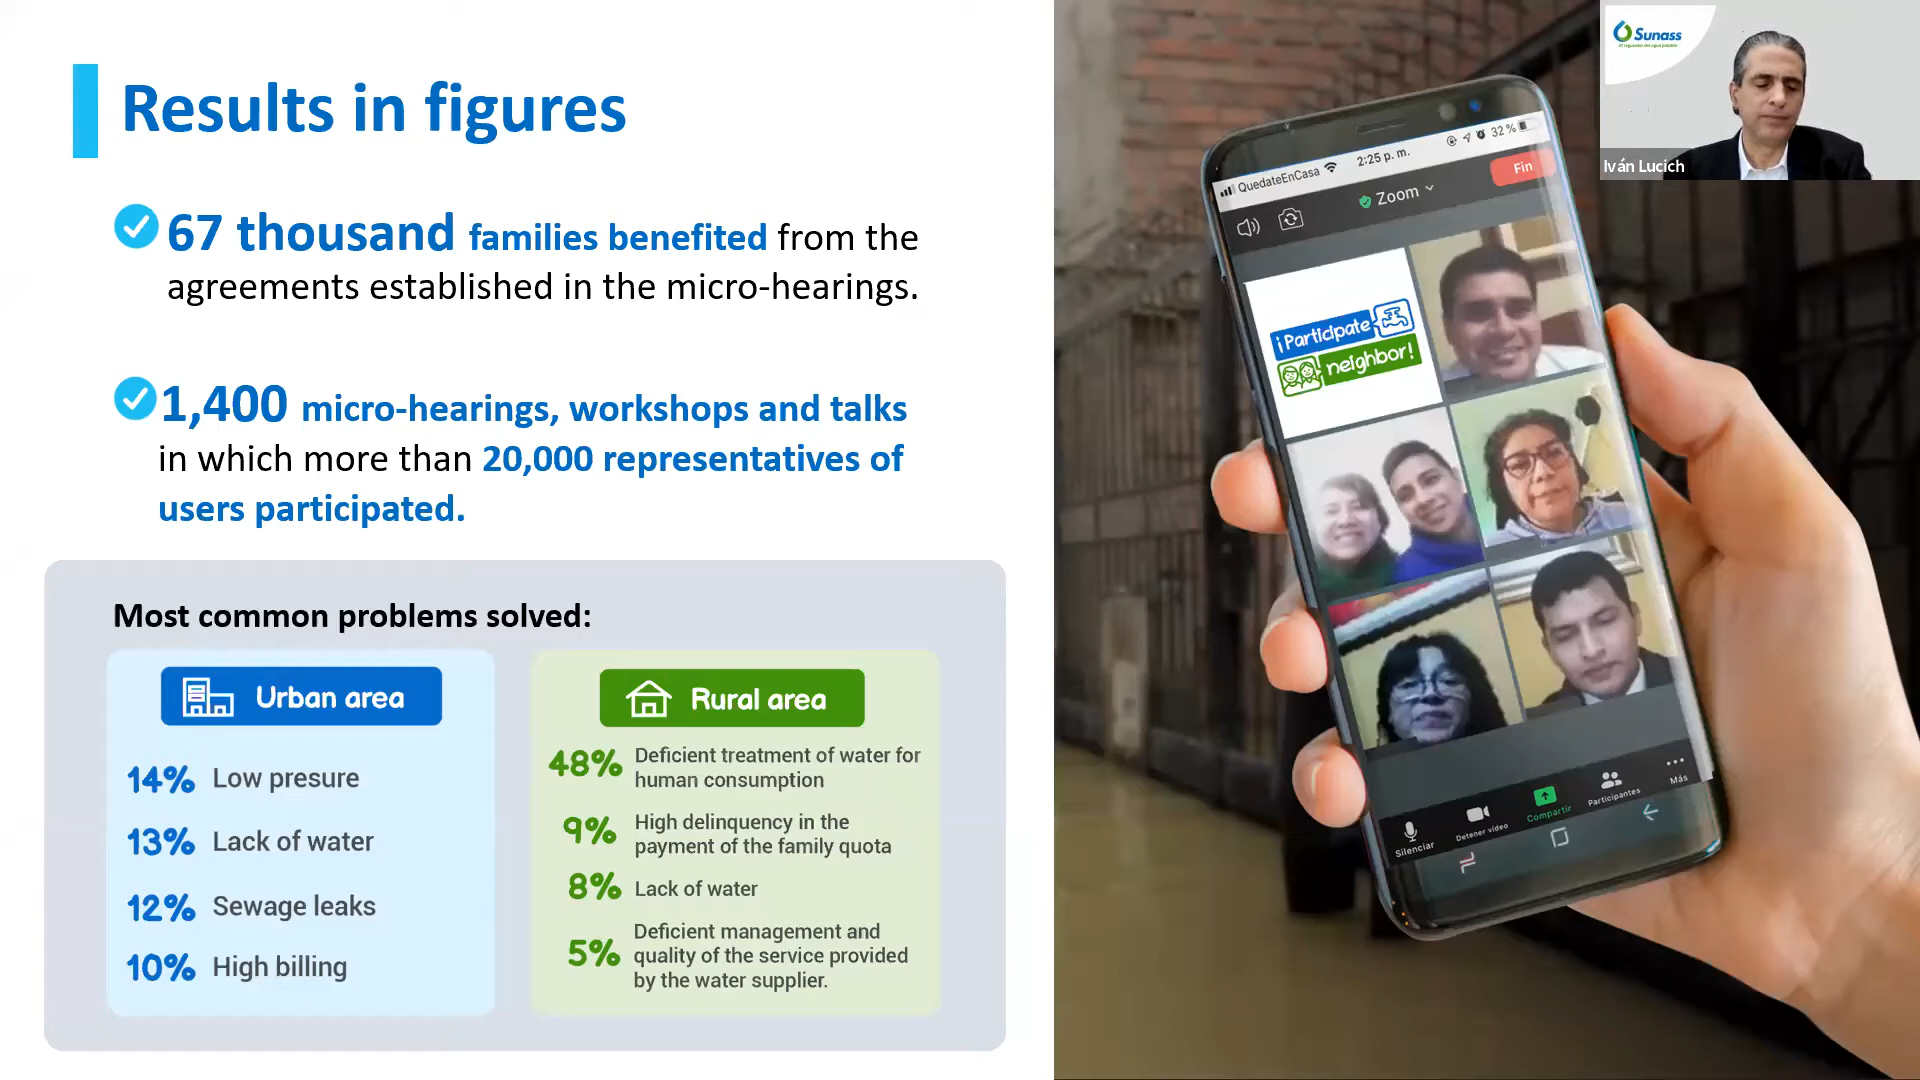 Results in figures
67 thousand families benefited from the
agreements established in the micro-hearings.
1,400 micro-hearings, workshops and talks
in which more than 20,000 representatives of
users participated.
Most common problems solved:
Urban area
14% Low presure
13% Lack of water
12% Sewage leaks
10% High billing
Rural area
48% Deficient treatment of water for
human consumption
9% High delinquency in the
payment of the family quota
8% Lack of water
5% Deficient management and
quality of the service provided
by the water supplier.
QuedateEnCasa 2:25 p. m. 32%
Zoom
Fin
¡Participate
neighbor!
Silenciar
Detener video
Compartir
Participantes
Más
Sunass
Iván Lucich